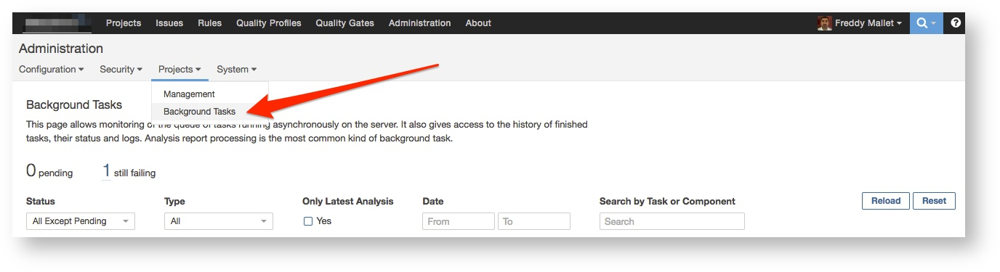 Projects Issues Rules Quality Profiles Quality Gates Administration About Freddy Mallet ?
Administration
Configuration Security Projects System
Management
Background Tasks
Background Tasks
This page allows monitoring of the queue of tasks running asynchronously on the server. It also gives access to the history of finished
tasks, their status and logs. Analysis report processing is the most common kind of background task.
0 pending 1 still failing
Status Type Only Latest Analysis Date Search by Task or Component Reload Reset
All Except Pending All Yes From To Search